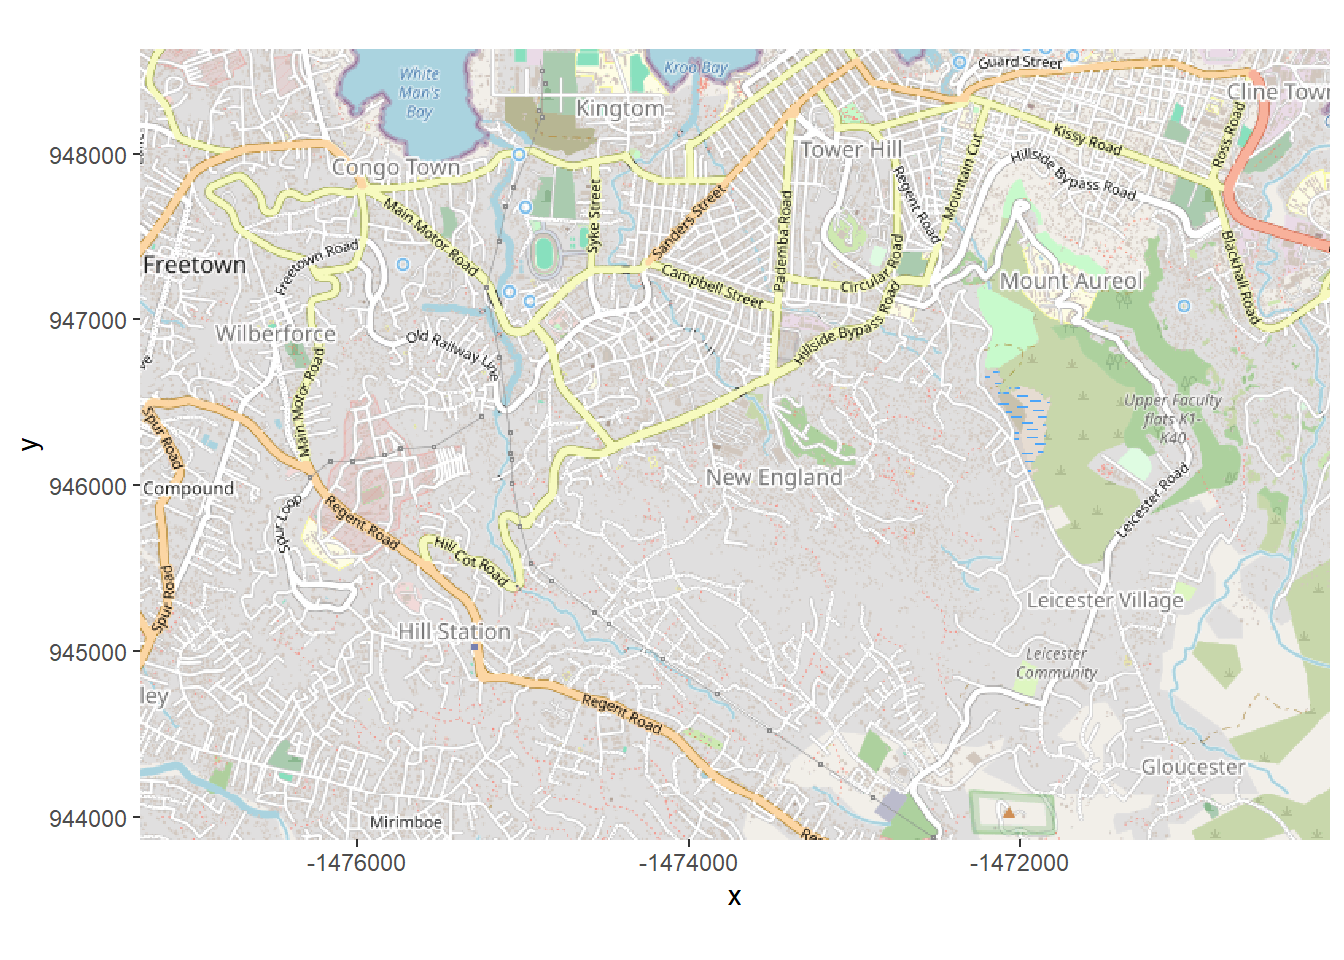 White
Man's
Bay
Kroo Bay
Guard Street
Kingtom
Cline Town
948000
Congo Town
Tower Hill
Kissy Road
Ross Road
Hillside Bypass Road
Mountain Cut
Regent Road
Main Motor Road
Syke Street
Sanders Street
Pademba Road
Freetown
Freetown Road
Campbell Street
Circular Road
Mount Aureol
Blackhall Road
947000
Wilberforce
Old Railway Line
Hillside Bypass Road
Main Motor Road
Upper Faculty
flats K1-
K40
Spur Road
y
946000
Compound
New England
Leicester Road
Spur Loop
Regent Road
Hill Cot Road
Spur Road
Leicester Village
Hill Station
945000
Leicester
Community
ley
Regent Road
Gloucester
944000
Mirimboe
Re
-1476000
-1474000
-1472000
x